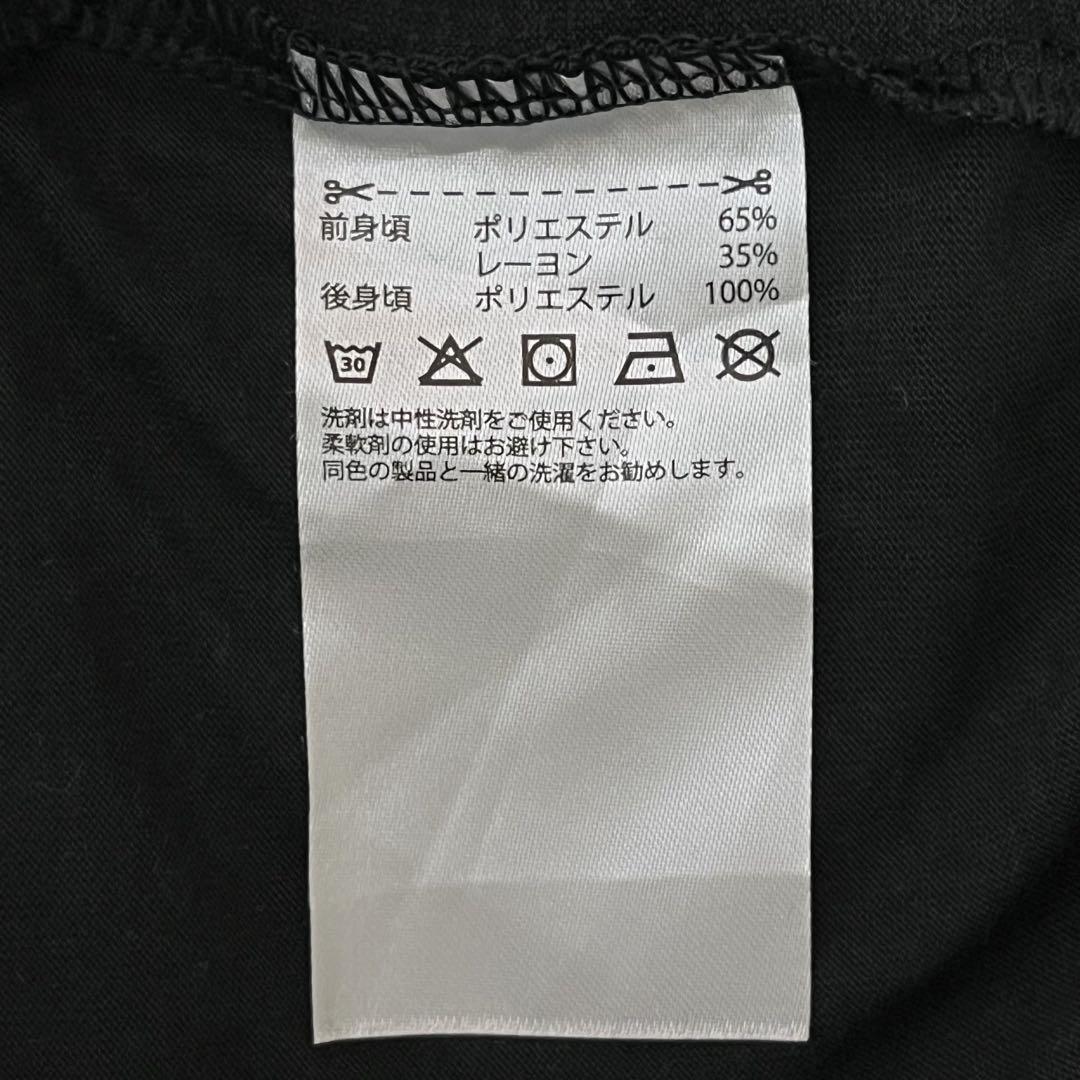 前身頃 ポリエステル 65%
レーヨン 35%
後身頃 ポリエステル 100%
30
洗剤は中性洗剤をご使用ください。
柔軟剤の使用はお避け下さい。
同色の製品と一緒の洗濯をお勧めします。